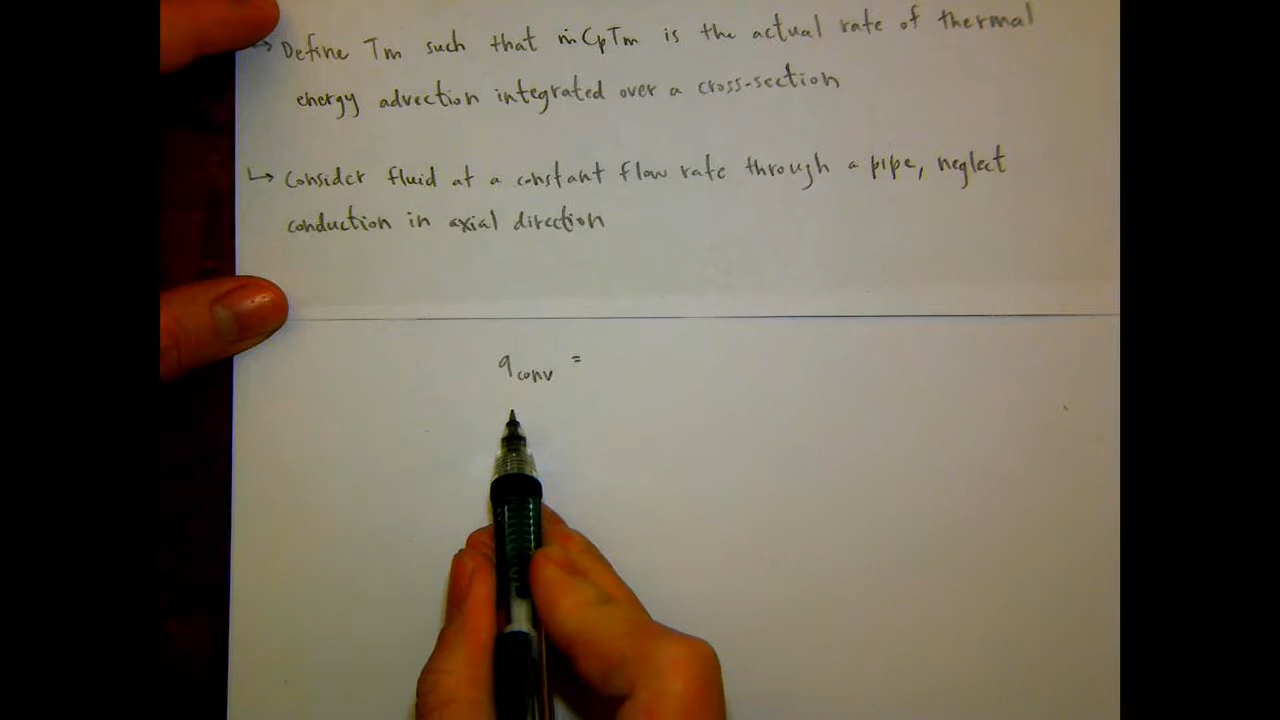 → Define Tm such that ṁCpTm is the actual rate of thermal
energy advection integrated over a cross-section
↳ Consider fluid at a constant flow rate through a pipe, neglect
conduction in axial direction
qconv =